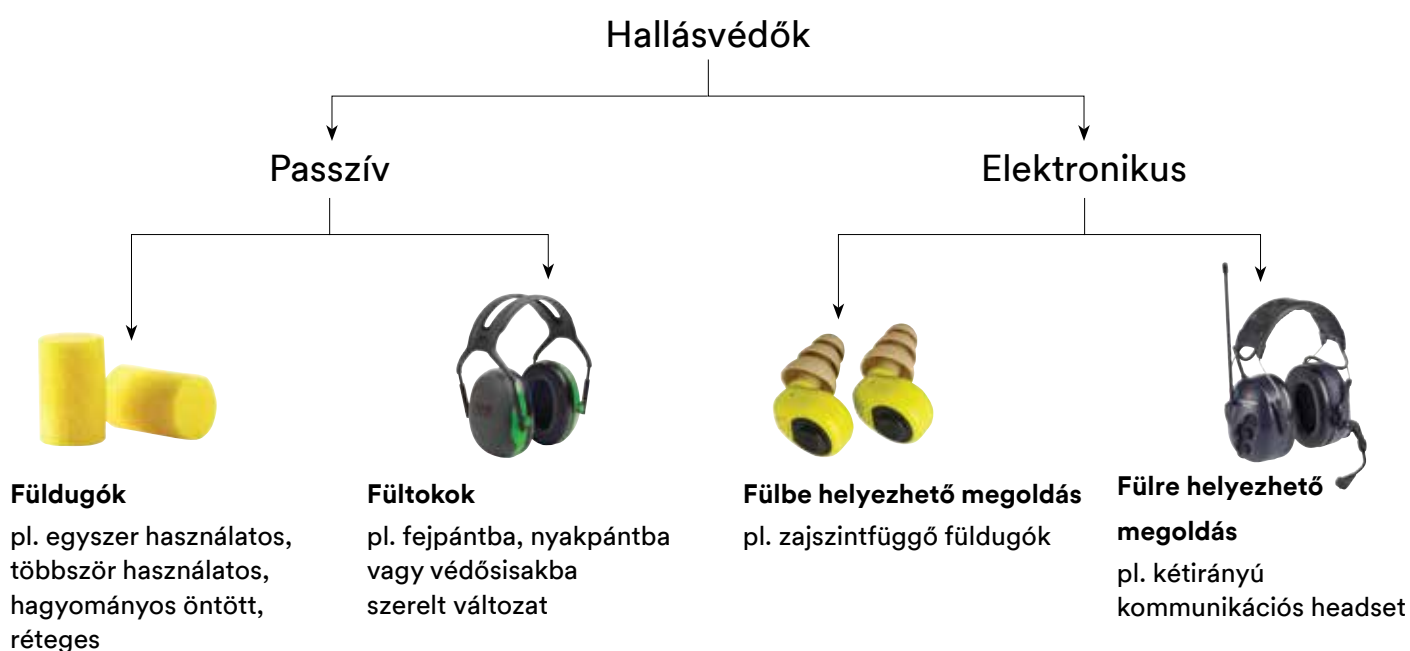 Hallásvédők
Passzív
Elektronikus
Füldugók
pl. egyszer használatos,
többször használatos,
hagyományos öntött,
réteges
Fültokok
pl. fejpántba, nyakpántba
vagy védősisakba
szerelt változat
Fülbe helyezhető megoldás
pl. zajszintfüggő füldugók
Fülre helyezhető
megoldás
pl. kétirányú
kommunikációs headset